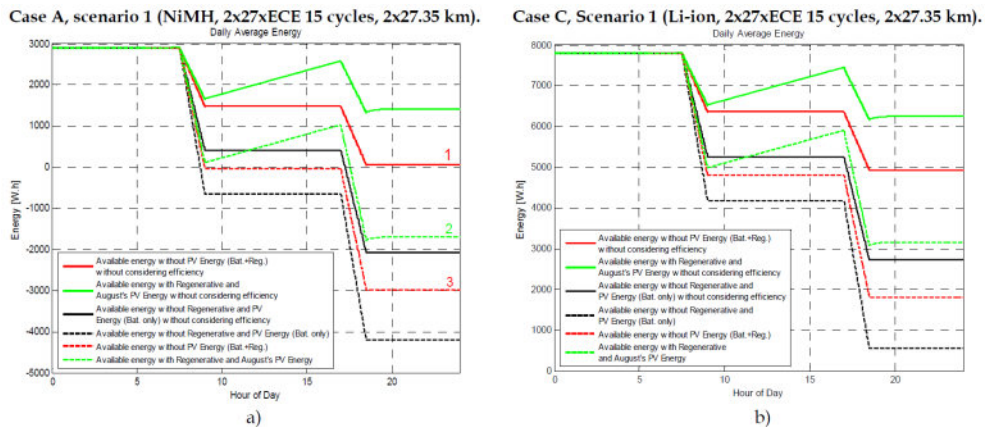 Case A, scenario 1 (NiMH, 2x27xECE 15 cycles, 2x27.35 km).
Daily Average Energy
3000
2000
1000
0
-1000
-2000
-3000
-4000
-5000
Energy [W.h]
1
2
3
Available energy without PV Energy (Bat.+Reg.)
without considering efficiency
Available energy with Regenerative and
August's PV Energy without considering efficiency
Available energy without Regenerative and PV
Energy (Bat. only) without considering efficiency
Available energy without Regenerative and PV Energy (Bat. only)
Available energy without PV Energy (Bat.+Reg.)
Available energy with Regenerative and August's PV Energy
0 5 10 15 20
Hour of Day
a)
Case C, Scenario 1 (Li-ion, 2x27xECE 15 cycles, 2x27.35 km).
Daily Average Energy
8000
7000
6000
5000
4000
3000
2000
1000
0
Energy [W.h]
Available energy without PV Energy (Bat.+Reg.)
without considering efficiency
Available energy with Regenerative and
August's PV Energy without considering efficiency
Available energy without Regenerative and
PV Energy (Bat. only) without considering efficiency
Available energy without Regenerative and
PV Energy (Bat. only)
Available energy without PV Energy (Bat.+Reg.)
Available energy with Regenerative
and August's PV Energy
0 5 10 15 20
Hour of Day
b)